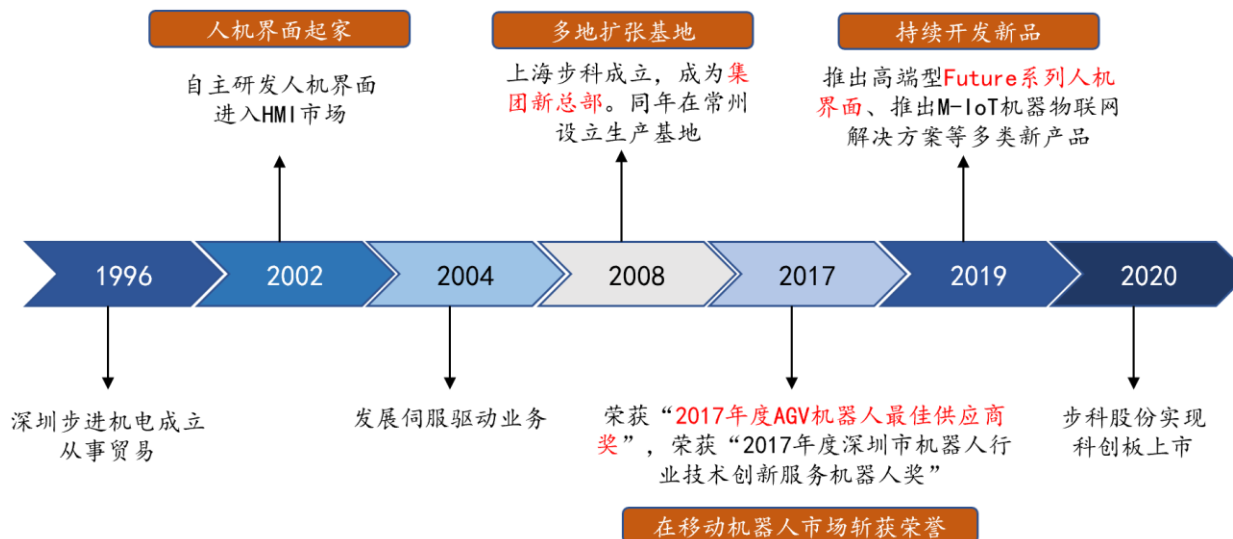 人机界面起家
多地扩张基地
持续开发新品
自主研发人机界面
进入HMI市场
上海步科成立，成为集
团新总部。同年在常州
设立生产基地
推出高端型Future系列人机
界面、推出M-IoT机器物联网
解决方案等多类新产品
1996
2002
2004
2008
2017
2019
2020
深圳步进机电成立
从事贸易
发展伺服驱动业务
荣获“2017年度AGV机器人最佳供应商
奖”，荣获“2017年度深圳市机器人行
业技术创新服务机器人奖”
步科股份实现
科创板上市
在移动机器人市场斩获荣誉